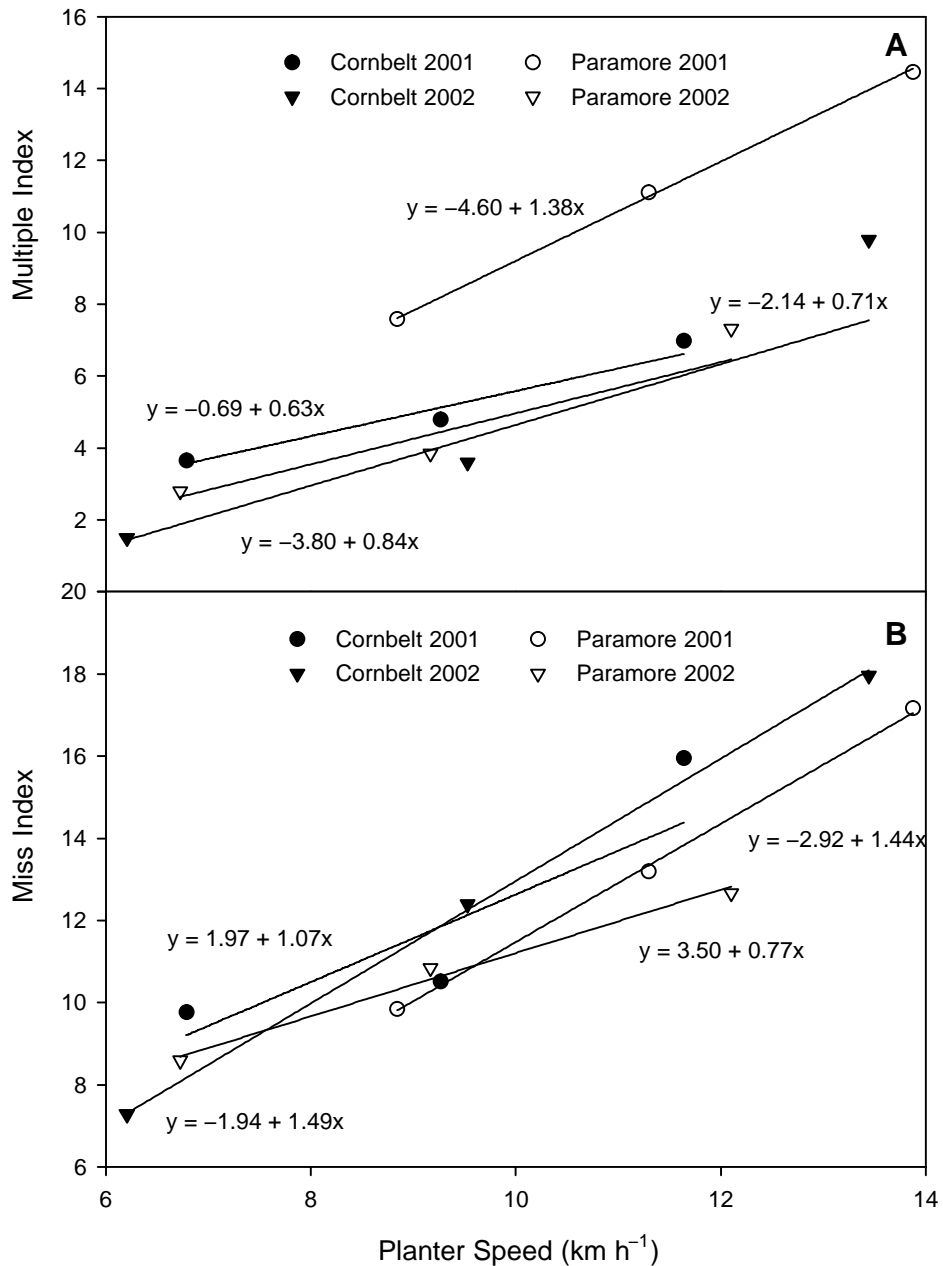 16
A
Cornbelt 2001
Paramore 2001
Cornbelt 2002
Paramore 2002
14
12
y = −4.60 + 1.38x
10
Multiple Index
8
y = −2.14 + 0.71x
6
y = −0.69 + 0.63x
4
2
y = −3.80 + 0.84x
20
B
Cornbelt 2001
Paramore 2001
Cornbelt 2002
Paramore 2002
18
16
14
y = −2.92 + 1.44x
Miss Index
12
y = 1.97 + 1.07x
y = 3.50 + 0.77x
10
8
y = −1.94 + 1.49x
6
6 8 10 12 14
Planter Speed (km h⁻¹)